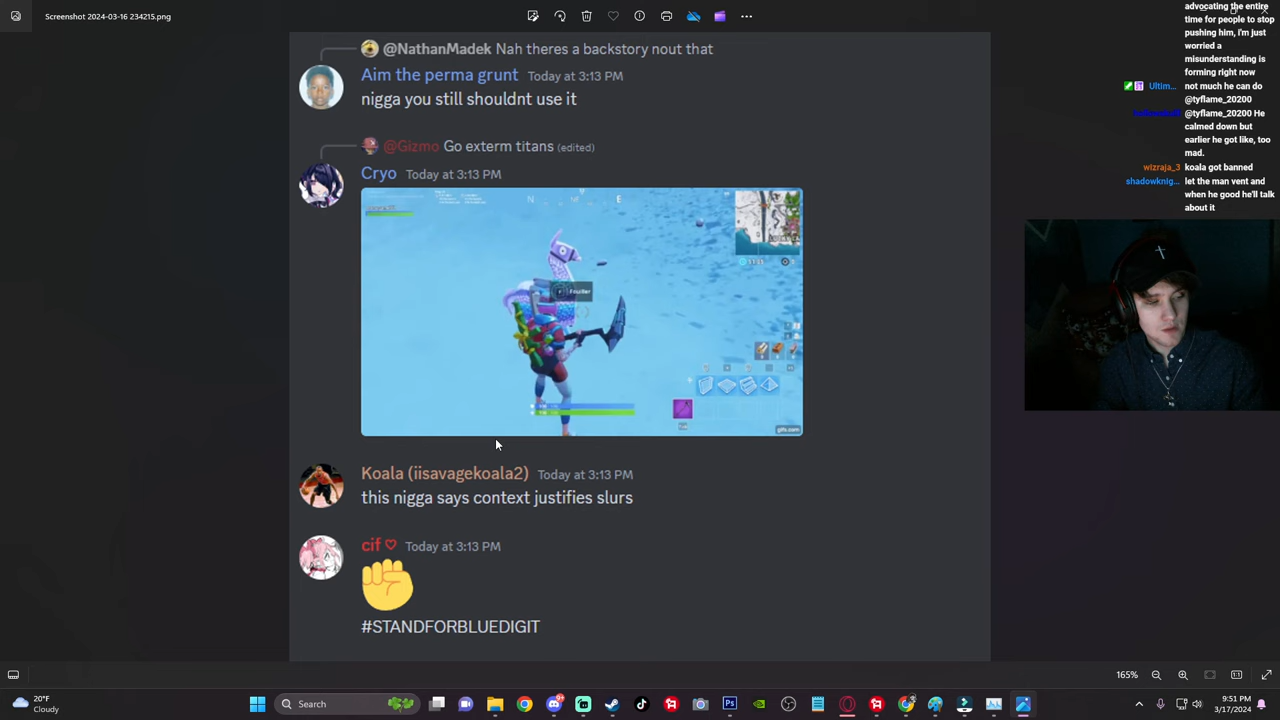 Screenshot 2024-03-16 234215.png
@NathanMadek Nah theres a backstory nout that
Aim the perma grunt Today at 3:13 PM
nigga you still shouldnt use it
@Gizmo Go exterm titans (edited)
Cryo Today at 3:13 PM
N
E
Fouiller
gifs.com
Koala (iisavagekoala2) Today at 3:13 PM
this nigga says context justifies slurs
cif Today at 3:13 PM
#STANDFORBLUEDIGIT
advocating the entire
time for people to stop
pushing him, i'm just
worried a
misunderstanding is
forming right now
Ultim... not much he can do
@tyflame_20200
@tyflame_20200 He
calmed down but
earlier he got like, too
mad.
wizraja_3 koala got banned
shadowknig... let the man vent and
when he good he'll talk
about it
165%
20°F
Cloudy
Search
9:51 PM
3/17/2024